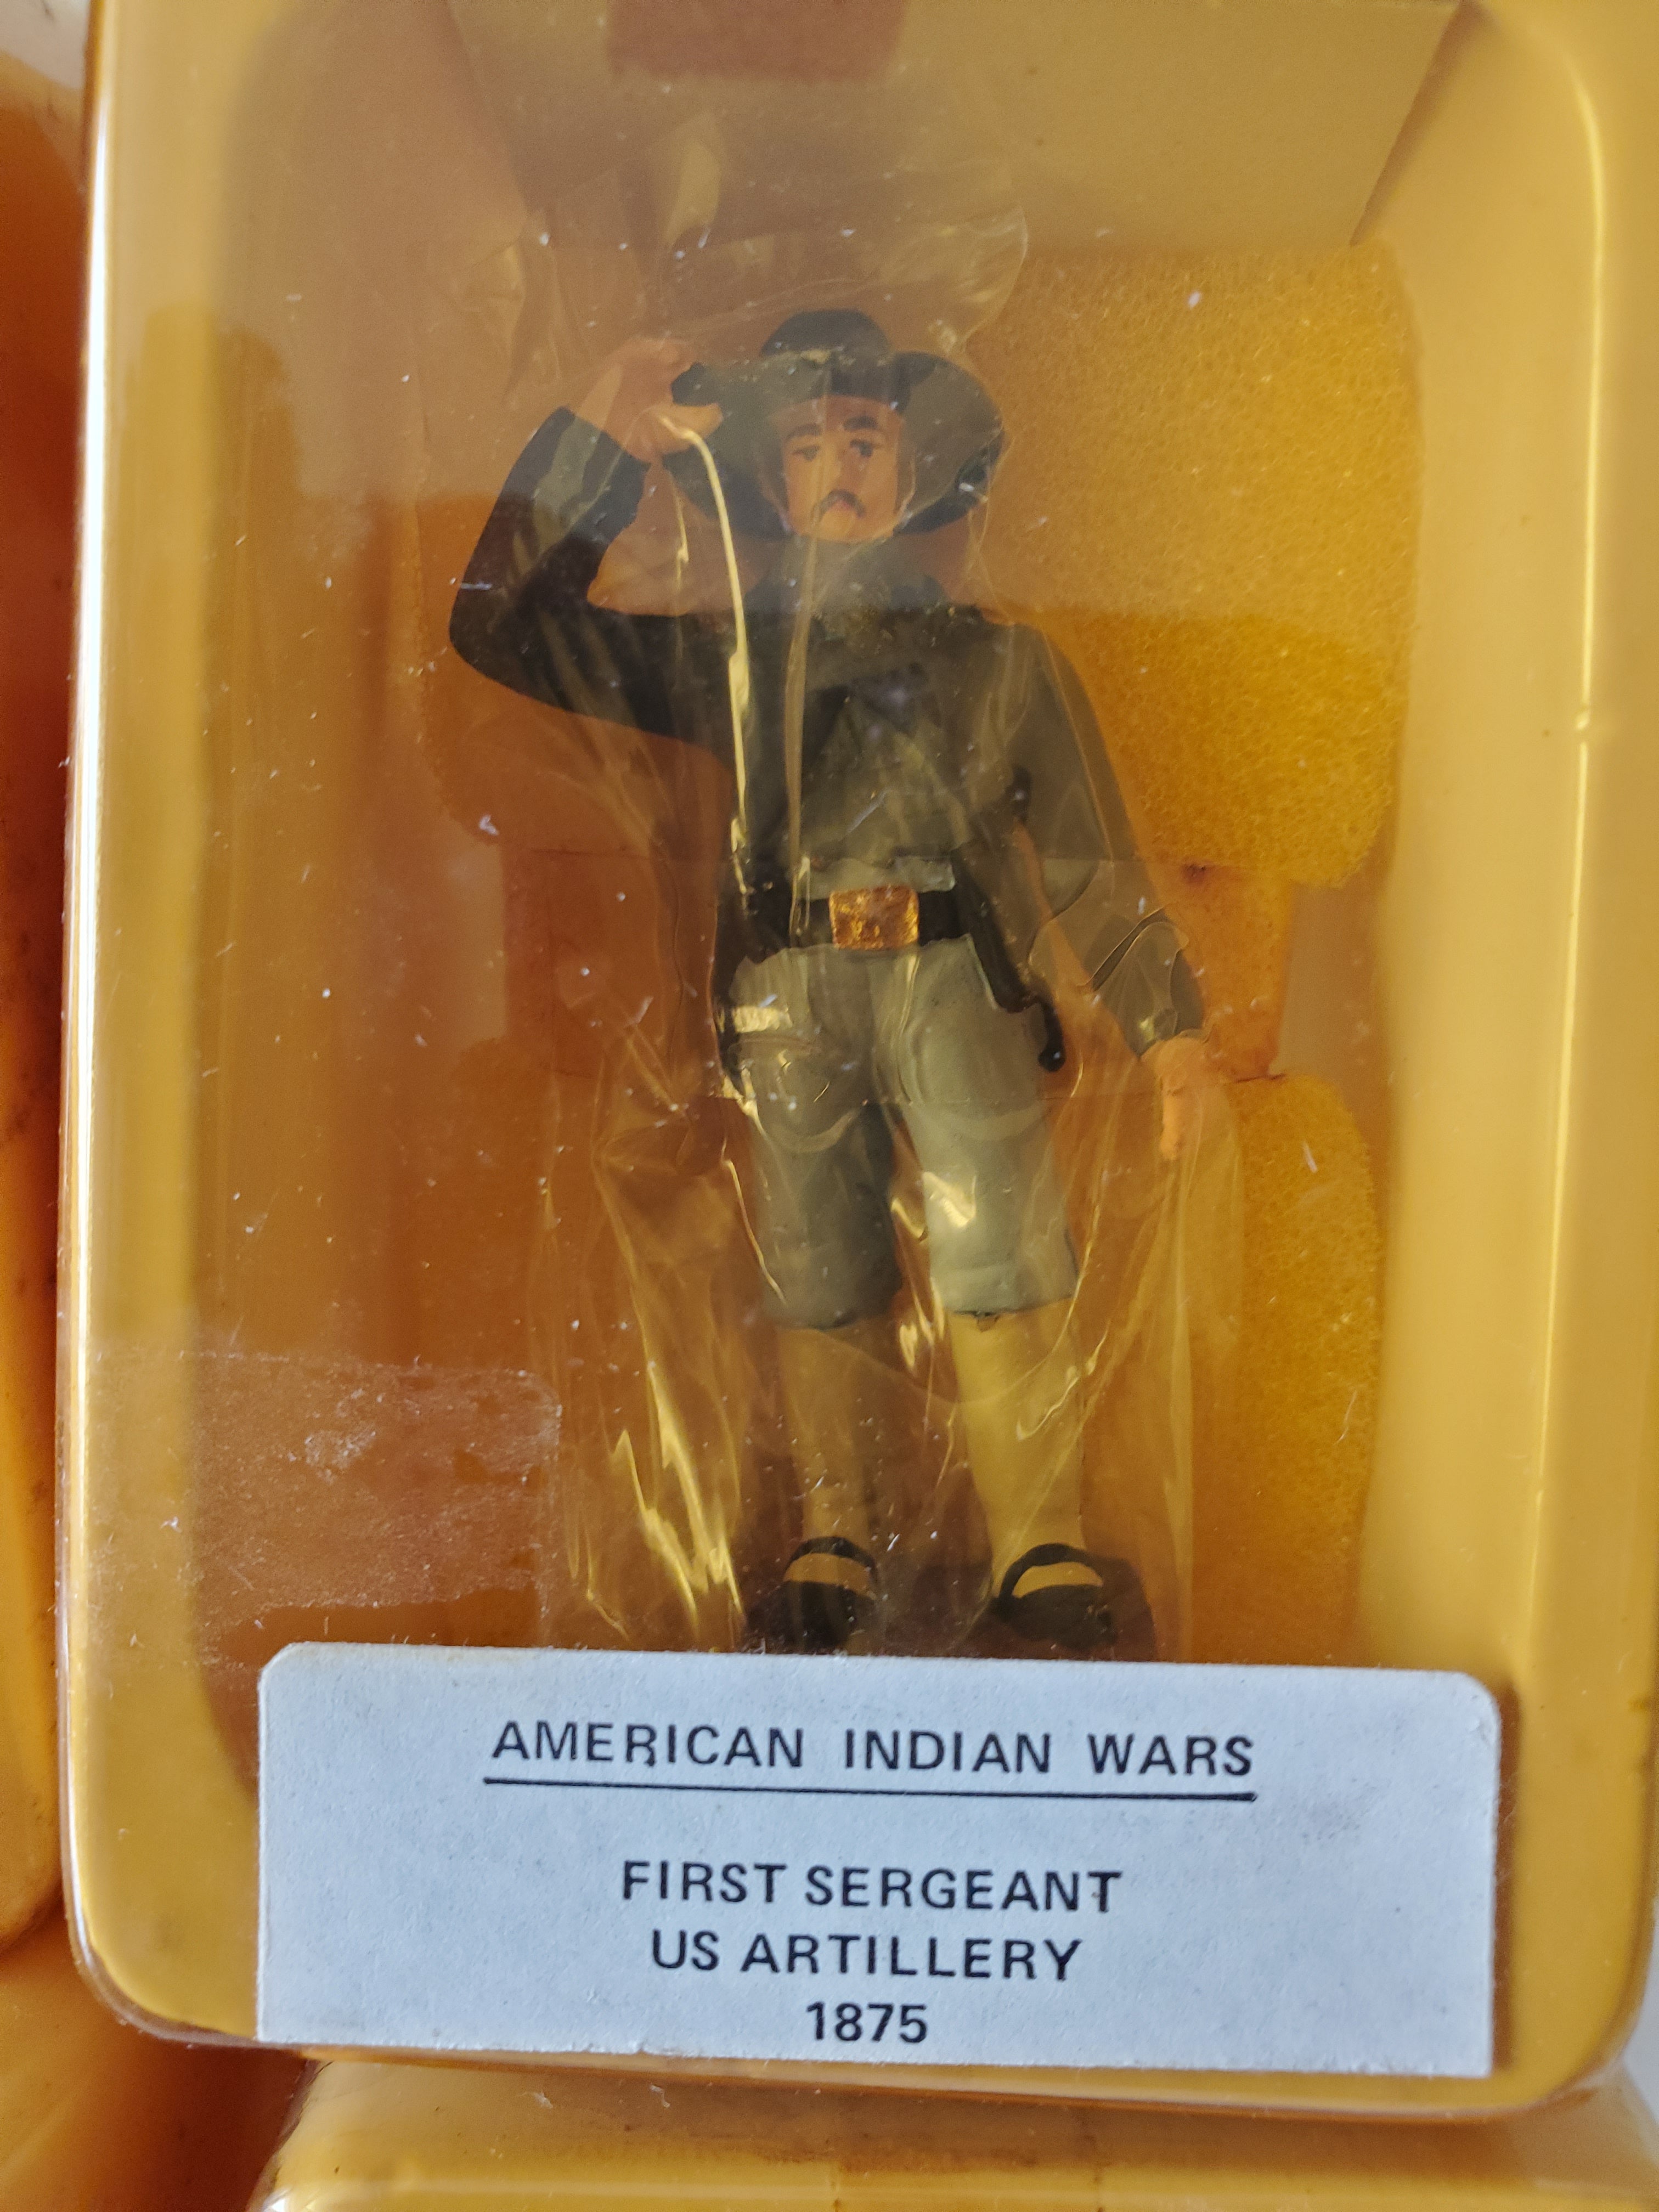 AMERICAN INDIAN WARS
FIRST SERGEANT
US ARTILLERY
1875